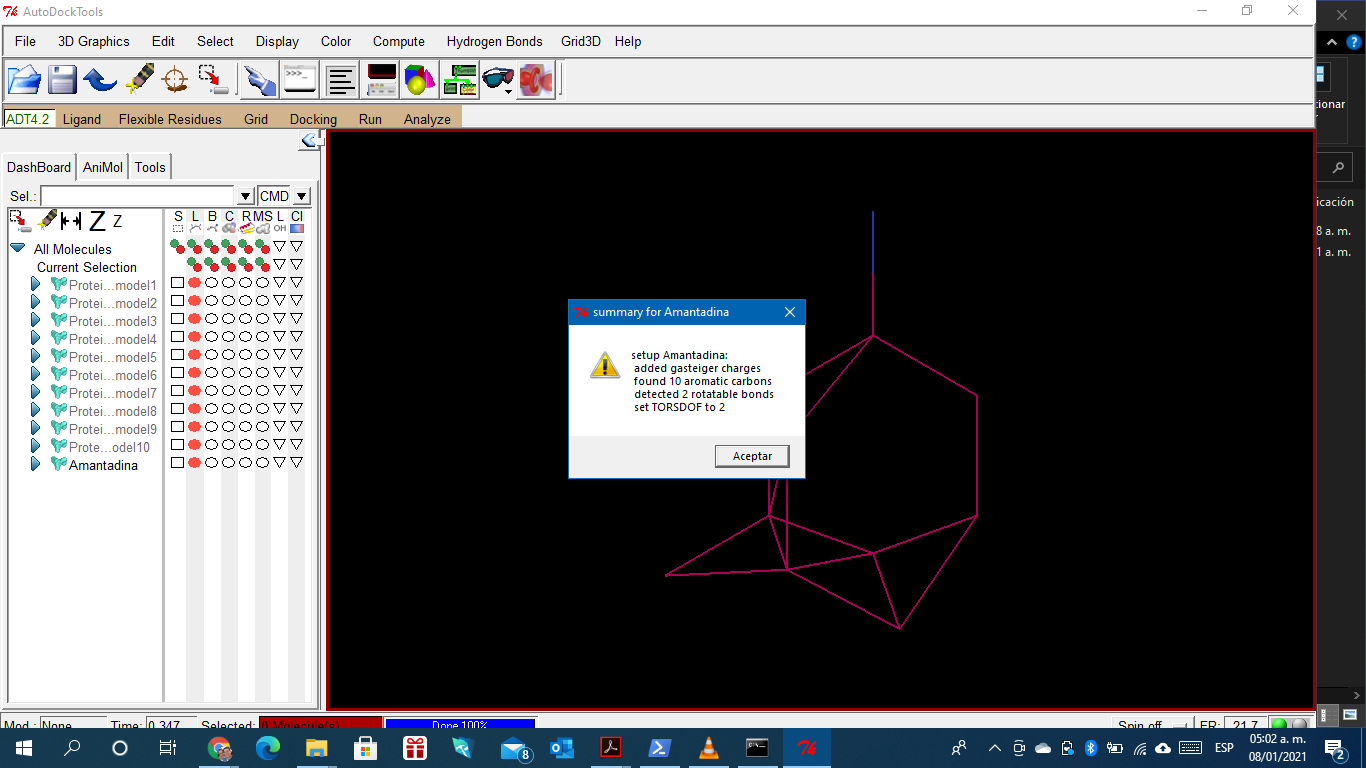 AutoDockTools
File 3D Graphics Edit Select Display Color Compute Hydrogen Bonds Grid3D Help
ADT4.2 Ligand Flexible Residues Grid Docking Run Analyze
DashBoard AniMol Tools
Sel.: CMD
Z Z
S L B C R MS L Cl
OH
All Molecules
Current Selection
Protei...model1
Protei...model2
Protei...model3
Protei...model4
Protei...model5
Protei...model6
Protei...model7
Protei...model8
Protei...model9
Prote...odel10
Amantadina
summary for Amantadina
setup Amantadina:
added gasteiger charges
found 10 aromatic carbons
detected 2 rotatable bonds
set TORSDOF to 2
Aceptar
cionar
icación
8 a. m.
1 a. m.
Mod.: None Time: 0.347 Selected: 0 Molecule(s) Done 100% Spin off FR: 21.7
8
ESP
05:02 a. m.
08/01/2021
2